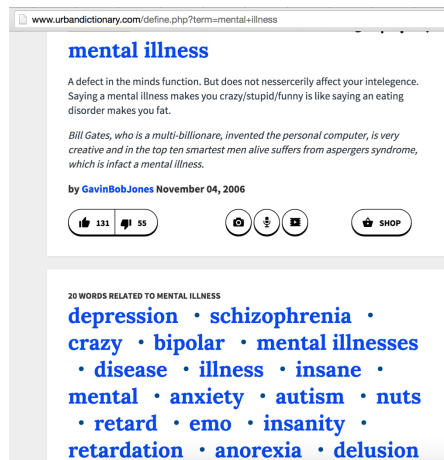 www.urbandictionary.com/define.php?term=mental+illness
mental illness
A defect in the minds function. But does not nessercerily affect your intelegence.
Saying a mental illness makes you crazy/stupid/funny is like saying an eating
disorder makes you fat.
Bill Gates, who is a multi-billionare, invented the personal computer, is very
creative and in the top ten smartest men alive suffers from aspergers syndrome,
which is infact a mental illness.
by GavinBobJones November 04, 2006
131 55 SHOP
20 WORDS RELATED TO MENTAL ILLNESS
depression • schizophrenia •
crazy • bipolar • mental illnesses
• disease • illness • insane •
mental • anxiety • autism • nuts
• retard • emo • insanity •
retardation • anorexia • delusion